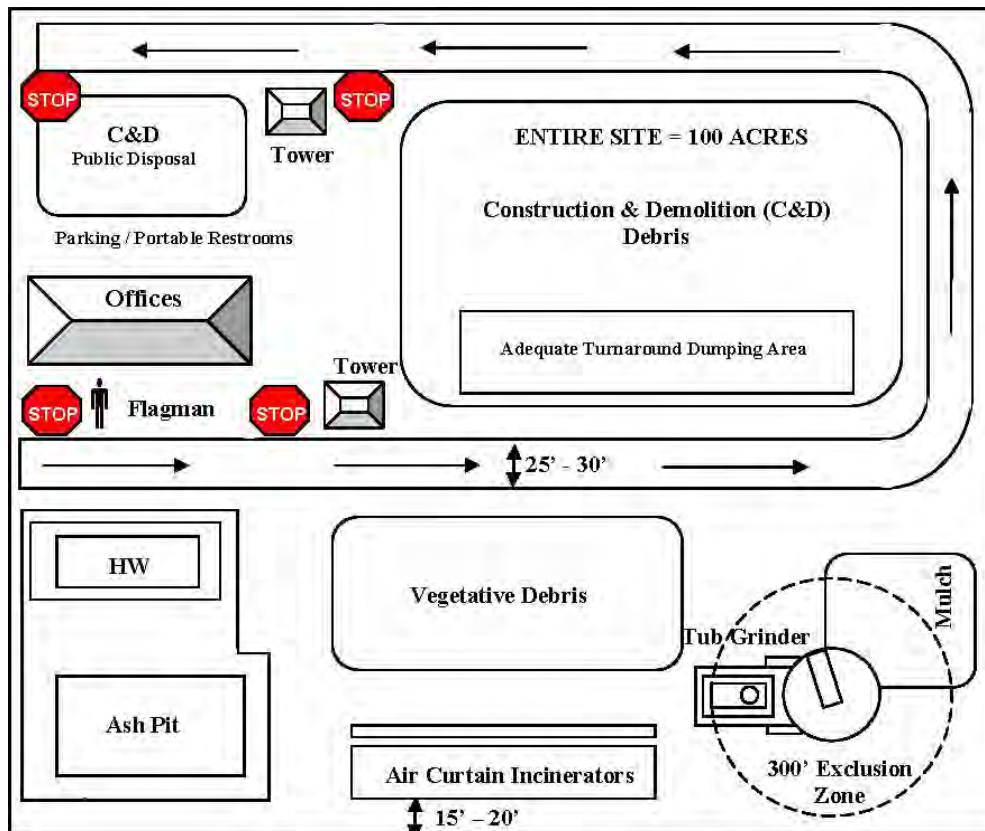 STOP
STOP
C&D
Public Disposal
Tower
ENTIRE SITE = 100 ACRES
Construction & Demolition (C&D)
Debris
Parking / Portable Restrooms
Offices
Adequate Turnaround Dumping Area
Tower
STOP
Flagman
STOP
25' - 30'
HW
Vegetative Debris
Mulch
Tub Grinder
Ash Pit
Air Curtain Incinerators
300' Exclusion
Zone
15' – 20'